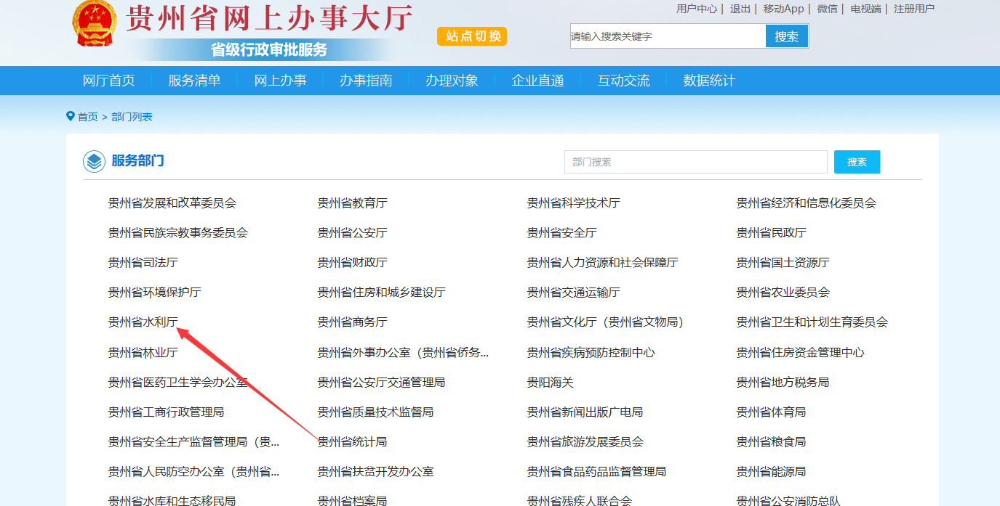 用户中心 | 退出 | 移动App | 微信 | 电视端 | 注册用户
贵州省网上办事大厅
站点切换
请输入搜索关键字 搜索
省级行政审批服务
网厅首页 服务清单 网上办事 办事指南 办理对象 企业直通 互动交流 数据统计
首页 > 部门列表
服务部门 部门搜索 搜索
贵州省发展和改革委员会 贵州省教育厅 贵州省科学技术厅 贵州省经济和信息化委员会
贵州省民族宗教事务委员会 贵州省公安厅 贵州省安全厅 贵州省民政厅
贵州省司法厅 贵州省财政厅 贵州省人力资源和社会保障厅 贵州省国土资源厅
贵州省环境保护厅 贵州省住房和城乡建设厅 贵州省交通运输厅 贵州省农业委员会
贵州省水利厅 贵州省商务厅 贵州省文化厅（贵州省文物局） 贵州省卫生和计划生育委员会
贵州省林业厅 贵州省外事办公室（贵州省侨务... 贵州省疾病预防控制中心 贵州省住房资金管理中心
贵州省医药卫生学会办公室 贵州省公安厅交通管理局 贵阳海关 贵州省地方税务局
贵州省工商行政管理局 贵州省质量技术监督局 贵州省新闻出版广电局 贵州省体育局
贵州省安全生产监督管理局（贵... 贵州省统计局 贵州省旅游发展委员会 贵州省粮食局
贵州省人民防空办公室（贵州省... 贵州省扶贫开发办公室 贵州省食品药品监督管理局 贵州省能源局
贵州省水库和生态移民局 贵州省档案局 贵州省残疾人联合会 贵州省公安消防总队